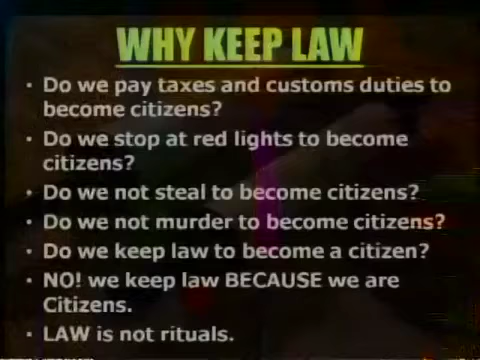 WHY KEEP LAW
• Do we pay taxes and customs duties to
become citizens?
• Do we stop at red lights to become
citizens?
• Do we not steal to become citizens?
• Do we not murder to become citizens?
• Do we keep law to become a citizen?
• NO! we keep law BECAUSE we are
Citizens.
• LAW is not rituals.